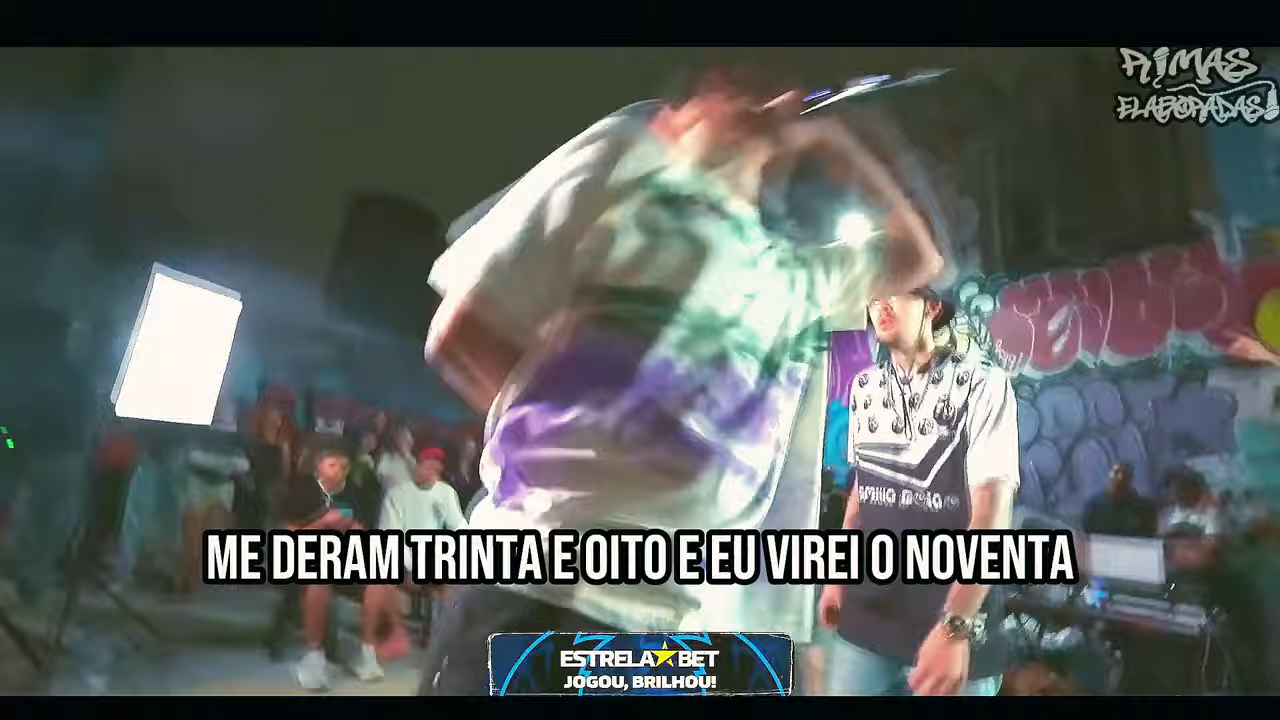 RIMAS
ELABORADAS!
ME DERAM TRINTA E OITO E EU VIREI O NOVENTA
ESTRELA BET
JOGOU, BRILHOU!